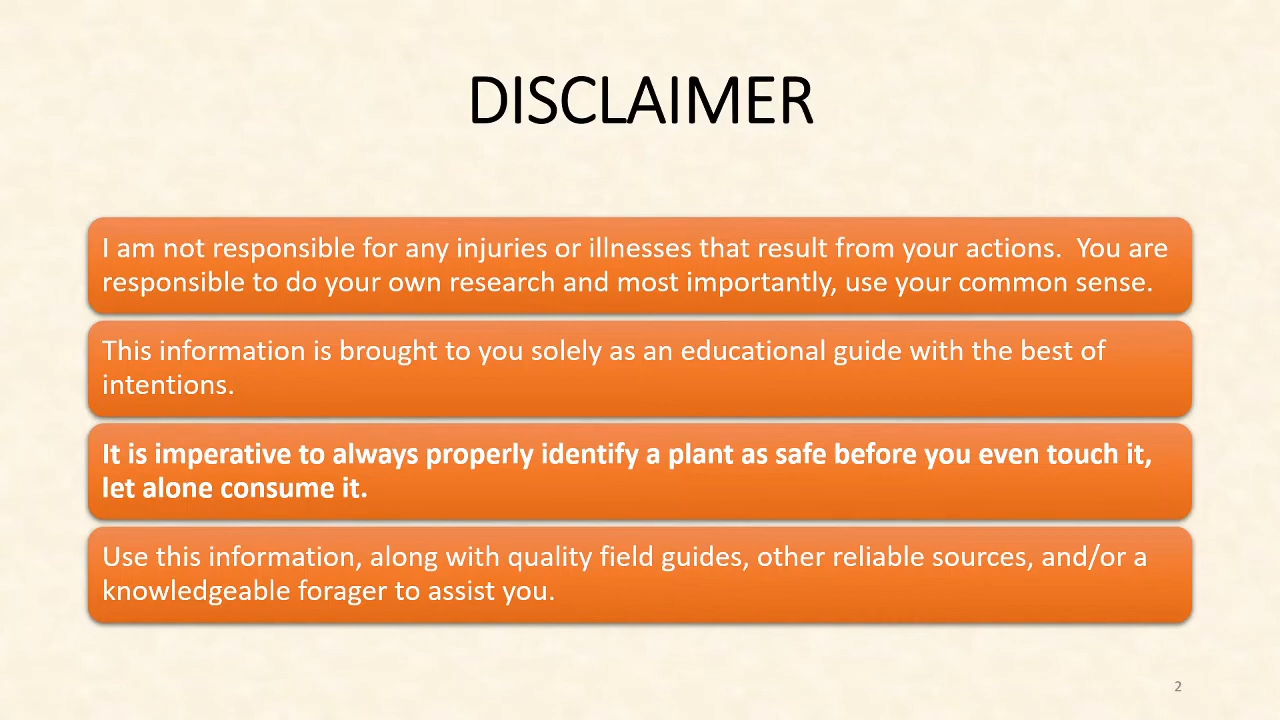 DISCLAIMER
I am not responsible for any injuries or illnesses that result from your actions.  You are
responsible to do your own research and most importantly, use your common sense.
This information is brought to you solely as an educational guide with the best of
intentions.
It is imperative to always properly identify a plant as safe before you even touch it,
let alone consume it.
Use this information, along with quality field guides, other reliable sources, and/or a
knowledgeable forager to assist you.
2